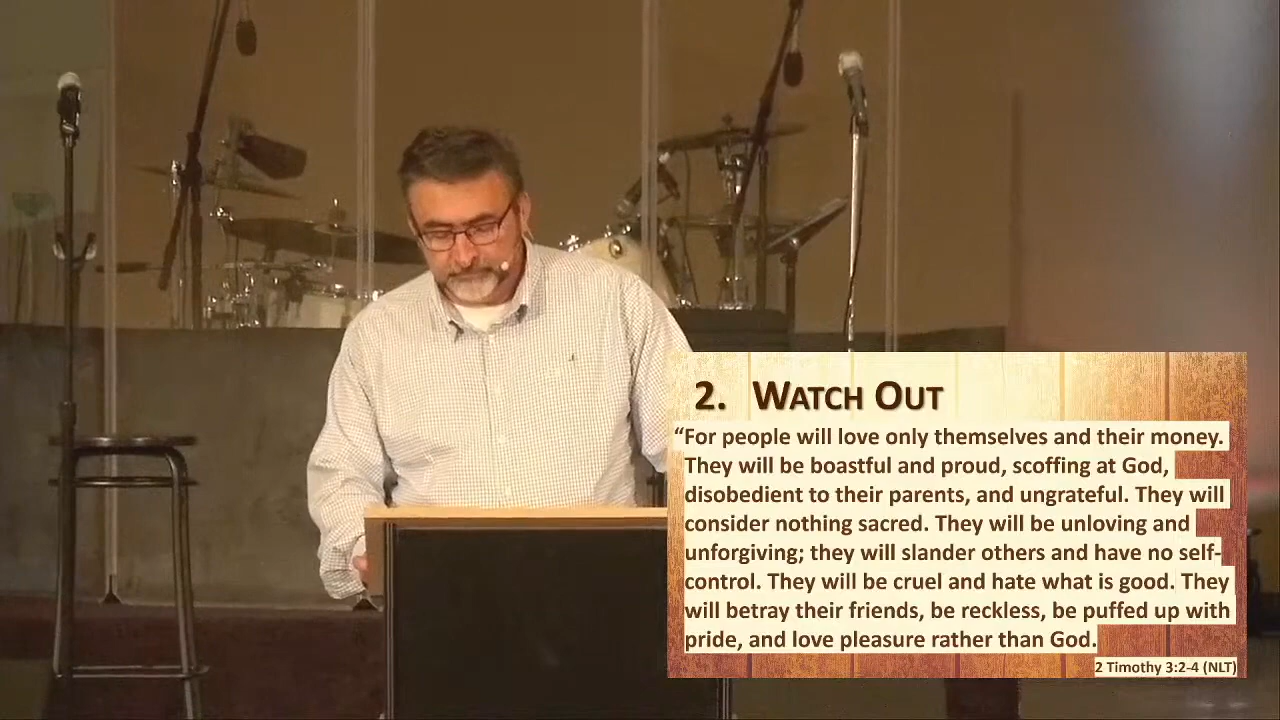 2. WATCH OUT
“For people will love only themselves and their money.
They will be boastful and proud, scoffing at God,
disobedient to their parents, and ungrateful. They will
consider nothing sacred. They will be unloving and
unforgiving; they will slander others and have no self-
control. They will be cruel and hate what is good. They
will betray their friends, be reckless, be puffed up with
pride, and love pleasure rather than God.
2 Timothy 3:2-4 (NLT)